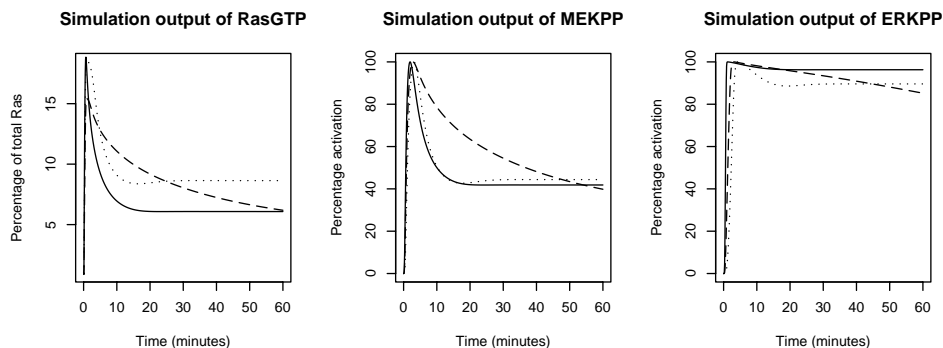 Simulation output of RasGTP
Percentage of total Ras
15
10
5
0 10 20 30 40 50 60
Time (minutes)
Simulation output of MEKPP
Percentage activation
100
80
60
40
20
0
0 10 20 30 40 50 60
Time (minutes)
Simulation output of ERKPP
Percentage activation
100
80
60
40
20
0
0 10 20 30 40 50 60
Time (minutes)